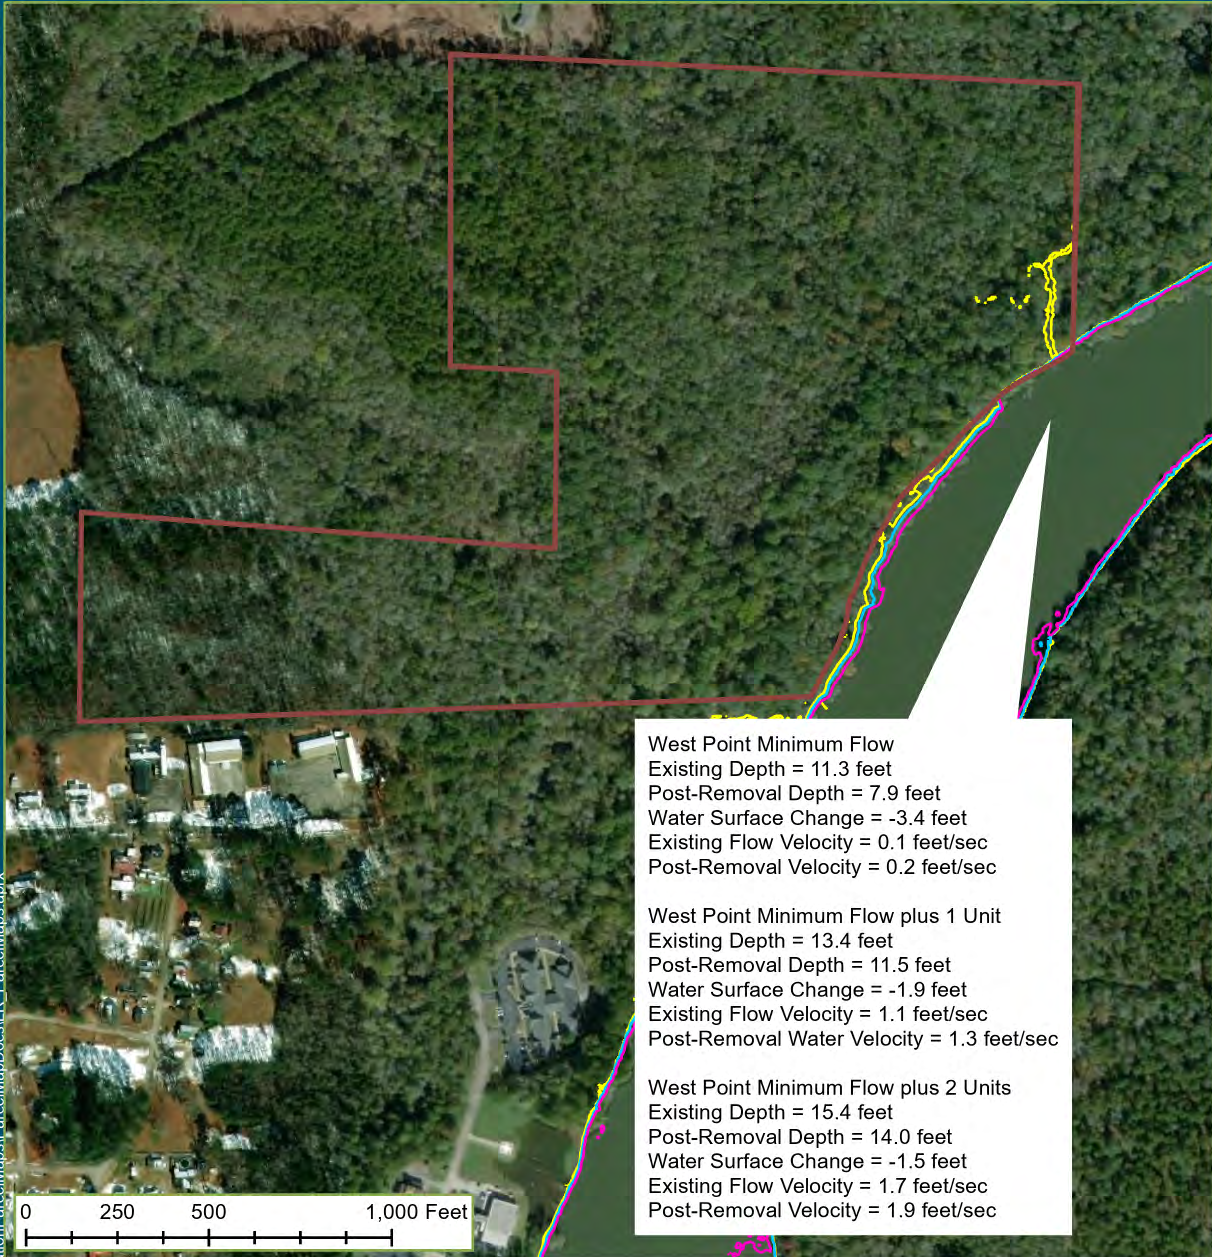 West Point Minimum Flow
Existing Depth = 11.3 feet
Post-Removal Depth = 7.9 feet
Water Surface Change = -3.4 feet
Existing Flow Velocity = 0.1 feet/sec
Post-Removal Velocity = 0.2 feet/sec

West Point Minimum Flow plus 1 Unit
Existing Depth = 13.4 feet
Post-Removal Depth = 11.5 feet
Water Surface Change = -1.9 feet
Existing Flow Velocity = 1.1 feet/sec
Post-Removal Water Velocity = 1.3 feet/sec

West Point Minimum Flow plus 2 Units
Existing Depth = 15.4 feet
Post-Removal Depth = 14.0 feet
Water Surface Change = -1.5 feet
Existing Flow Velocity = 1.7 feet/sec
Post-Removal Velocity = 1.9 feet/sec

0 250 500 1,000 Feet